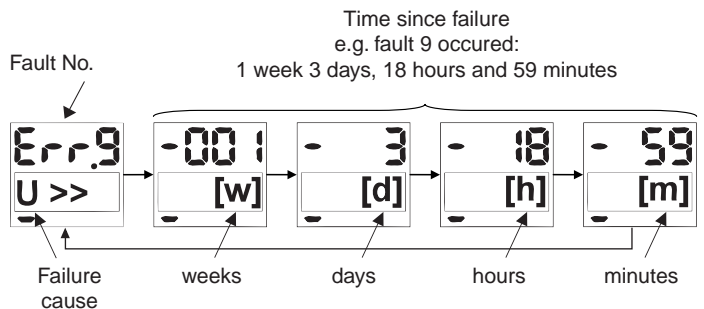 Time since failure
e.g. fault 9 occured:
1 week 3 days, 18 hours and 59 minutes
Fault No.
Err.9
-001
- 3
- 18
- 59
U >>
[w]
[d]
[h]
[m]
Failure
cause
weeks
days
hours
minutes